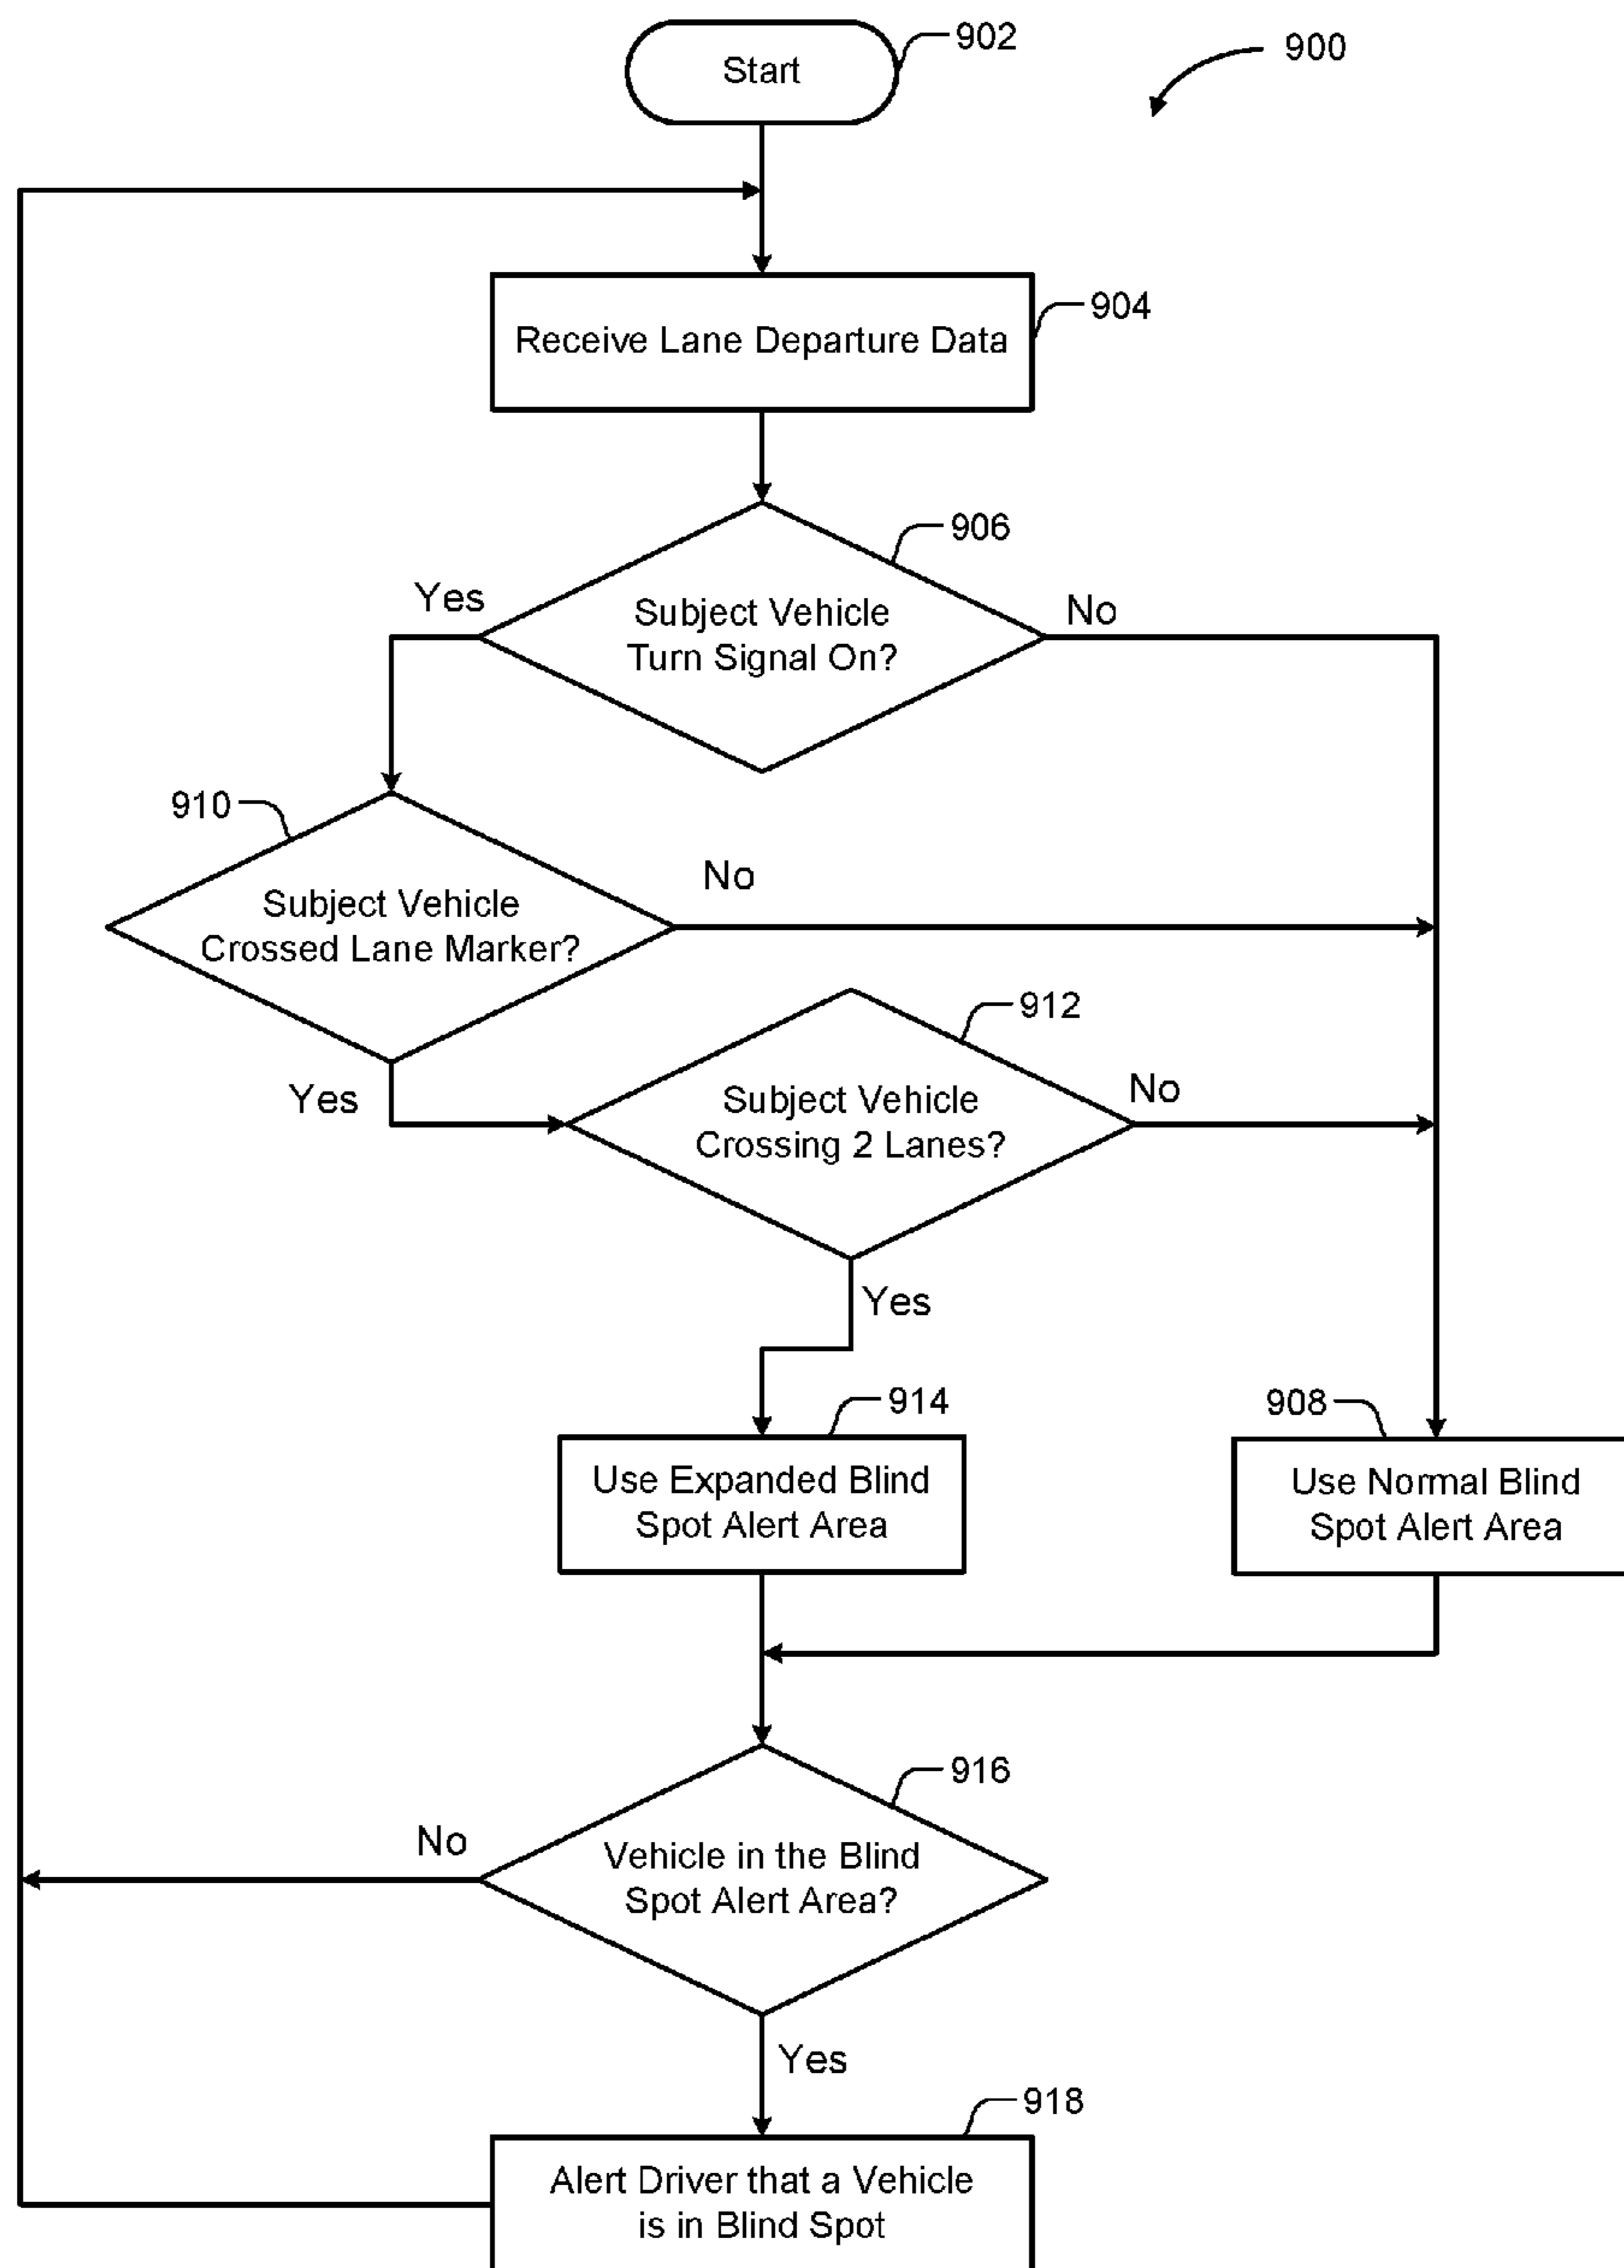 Start
902
900
Receive Lane Departure Data
904
906
Yes
Subject Vehicle
Turn Signal On?
No
910
Subject Vehicle
Crossed Lane Marker?
No
912
Yes
Subject Vehicle
Crossing 2 Lanes?
No
Yes
914
Use Expanded Blind
Spot Alert Area
908
Use Normal Blind
Spot Alert Area
916
No
Vehicle in the Blind
Spot Alert Area?
Yes
918
Alert Driver that a Vehicle
is in Blind Spot